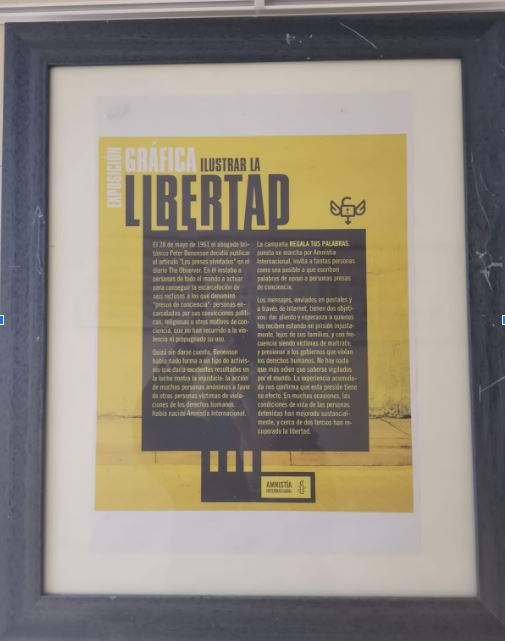 EXPOSICIÓN
GRÁFICA ILUSTRAR LA
LIBERTAD
El 28 de mayo de 1961 el abogado bri-
tánico Peter Benenson decidió publicar
el artículo "Los presos olvidados" en el
diario The Observer. En él instaba a
personas de todo el mundo a actuar
para conseguir la excarcelación de
seis reclusos a los que denominó
"presos de conciencia": personas en-
carceladas por sus convicciones políti-
cas, religiosas u otros motivos de con-
ciencia, que no han recurrido a la vio-
lencia ni propugnado su uso.
Quizá sin darse cuenta, Benenson
había dado forma a un tipo de activis-
mo que daría excelentes resultados en
la lucha contra la injusticia: la acción
de muchas personas anónimas a favor
de otras personas víctimas de viola-
ciones de los derechos humanos.
Había nacido Amnistía Internacional.
La campaña REGALA TUS PALABRAS,
puesta en marcha por Amnistía
Internacional, invita a tantas personas
como sea posible a que escriban
palabras de apoyo a personas presas
de conciencia.
Los mensajes, enviados en postales y
a través de Internet, tienen dos objeti-
vos: dar aliento y esperanza a quienes
los reciben estando en prisión injusta-
mente, lejos de sus familias, y con fre-
cuencia siendo víctimas de maltrato;
y presionar a los gobiernos que violan
los derechos humanos. No hay nada
que más odien que saberse vigilados
por el mundo. La experiencia acumula-
da nos confirma que esta presión tiene
su efecto. En muchas ocasiones, las
condiciones de vida de las personas
detenidas han mejorado sustancial-
mente, y cerca de dos tercios han re-
cuperado la libertad.
AMNISTÍA
INTERNACIONAL